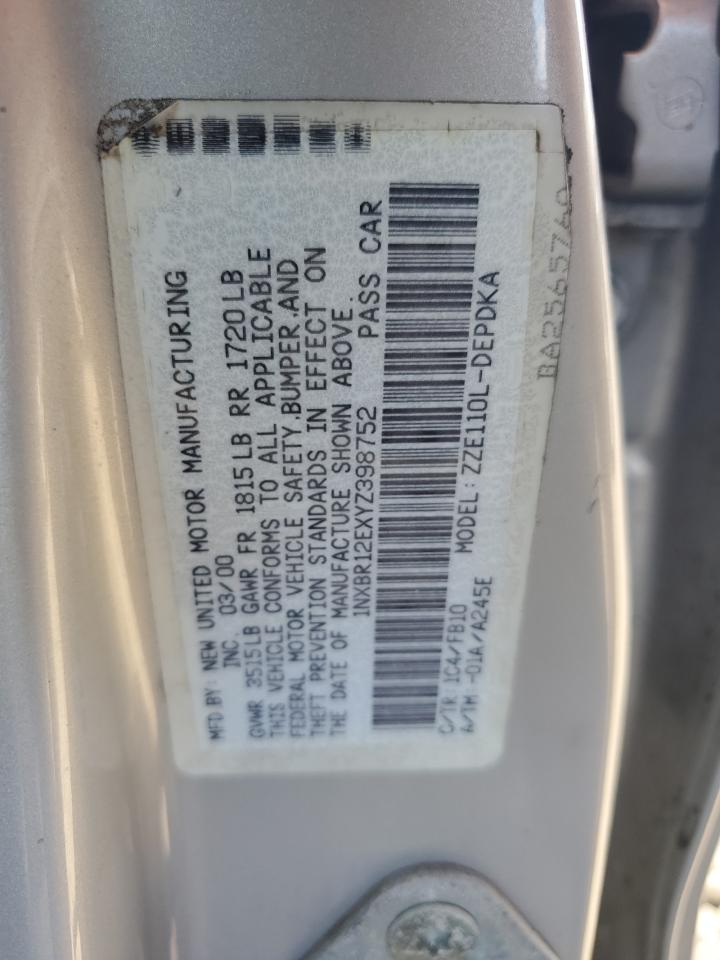 MFD BY: NEW UNITED MOTOR MANUFACTURING
INC. 03/00
GVWR 3515LB GAWR FR 1815LB RR 1720LB
THIS VEHICLE CONFORMS TO ALL APPLICABLE
FEDERAL MOTOR VEHICLE SAFETY,BUMPER,AND
THEFT PREVENTION STANDARDS IN EFFECT ON
THE DATE OF MANUFACTURE SHOWN ABOVE.
1NXBR12EXYZ398752 PASS CAR
C/TR:1C4/FB10 MODEL:ZZE110L-DEPDKA
6/TM -01A/A245E
BA2565760